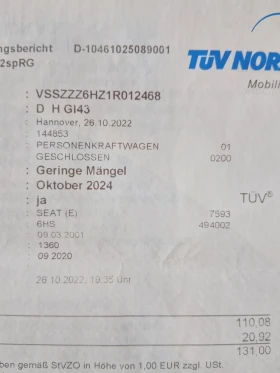 ngsbericht D-10461025089001
2spRG
TÜV NOR
Mobili
: VSSZZZ6HZ1R012468
: D H GI43
: Hannover, 26.10.2022
: 144853
: PERSONENKRAFTWAGEN 01
GESCHLOSSEN 0200
: Geringe Mängel
: Oktober 2024
: ja TÜV®
: SEAT (E) 7593
: 6HS 494002
: 09.03.2001
: 1360
: 09.2020
26.10.2022, 19:35 Uhr
110,08
20,92
131,00
ben gemäß StVZO in Höhe von 1,00 EUR zzgl. USt.